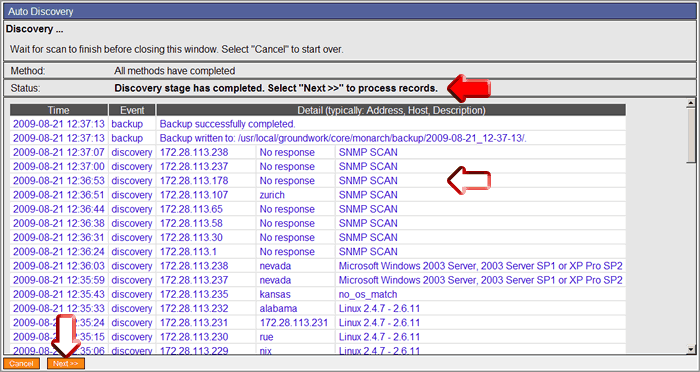 Auto Discovery
Discovery ...
Wait for scan to finish before closing this window. Select "Cancel" to start over.
Method: All methods have completed
Status: Discovery stage has completed. Select "Next >>" to process records.
Time Event Detail (typically: Address, Host, Description)
2009-08-21 12:37:13 backup Backup successfully completed.
2009-08-21 12:37:13 backup Backup written to: /usr/local/groundwork/core/monarch/backup/2009-08-21_12-37-13/.
2009-08-21 12:37:07 discovery 172.28.113.238 No response SNMP SCAN
2009-08-21 12:37:00 discovery 172.28.113.237 No response SNMP SCAN
2009-08-21 12:36:53 discovery 172.28.113.178 No response SNMP SCAN
2009-08-21 12:36:51 discovery 172.28.113.107 zurich SNMP SCAN
2009-08-21 12:36:44 discovery 172.28.113.65 No response SNMP SCAN
2009-08-21 12:36:38 discovery 172.28.113.58 No response SNMP SCAN
2009-08-21 12:36:31 discovery 172.28.113.30 No response SNMP SCAN
2009-08-21 12:36:24 discovery 172.28.113.1 No response SNMP SCAN
2009-08-21 12:36:03 discovery 172.28.113.238 nevada Microsoft Windows 2003 Server, 2003 Server SP1 or XP Pro SP2
2009-08-21 12:35:59 discovery 172.28.113.237 nevada Microsoft Windows 2003 Server, 2003 Server SP1 or XP Pro SP2
2009-08-21 12:35:43 discovery 172.28.113.235 kansas no_os_match
2009-08-21 12:35:33 discovery 172.28.113.232 alabama Linux 2.4.7 - 2.6.11
2009-08-21 12:35:24 discovery 172.28.113.231 172.28.113.231 Linux 2.4.7 - 2.6.11
2009-08-21 12:35:15 discovery 172.28.113.230 rue Linux 2.4.7 - 2.6.11
2009-08-21 12:35:06 discovery 172.28.113.229 nix Linux 2.4.7 - 2.6.11
Cancel Next >>